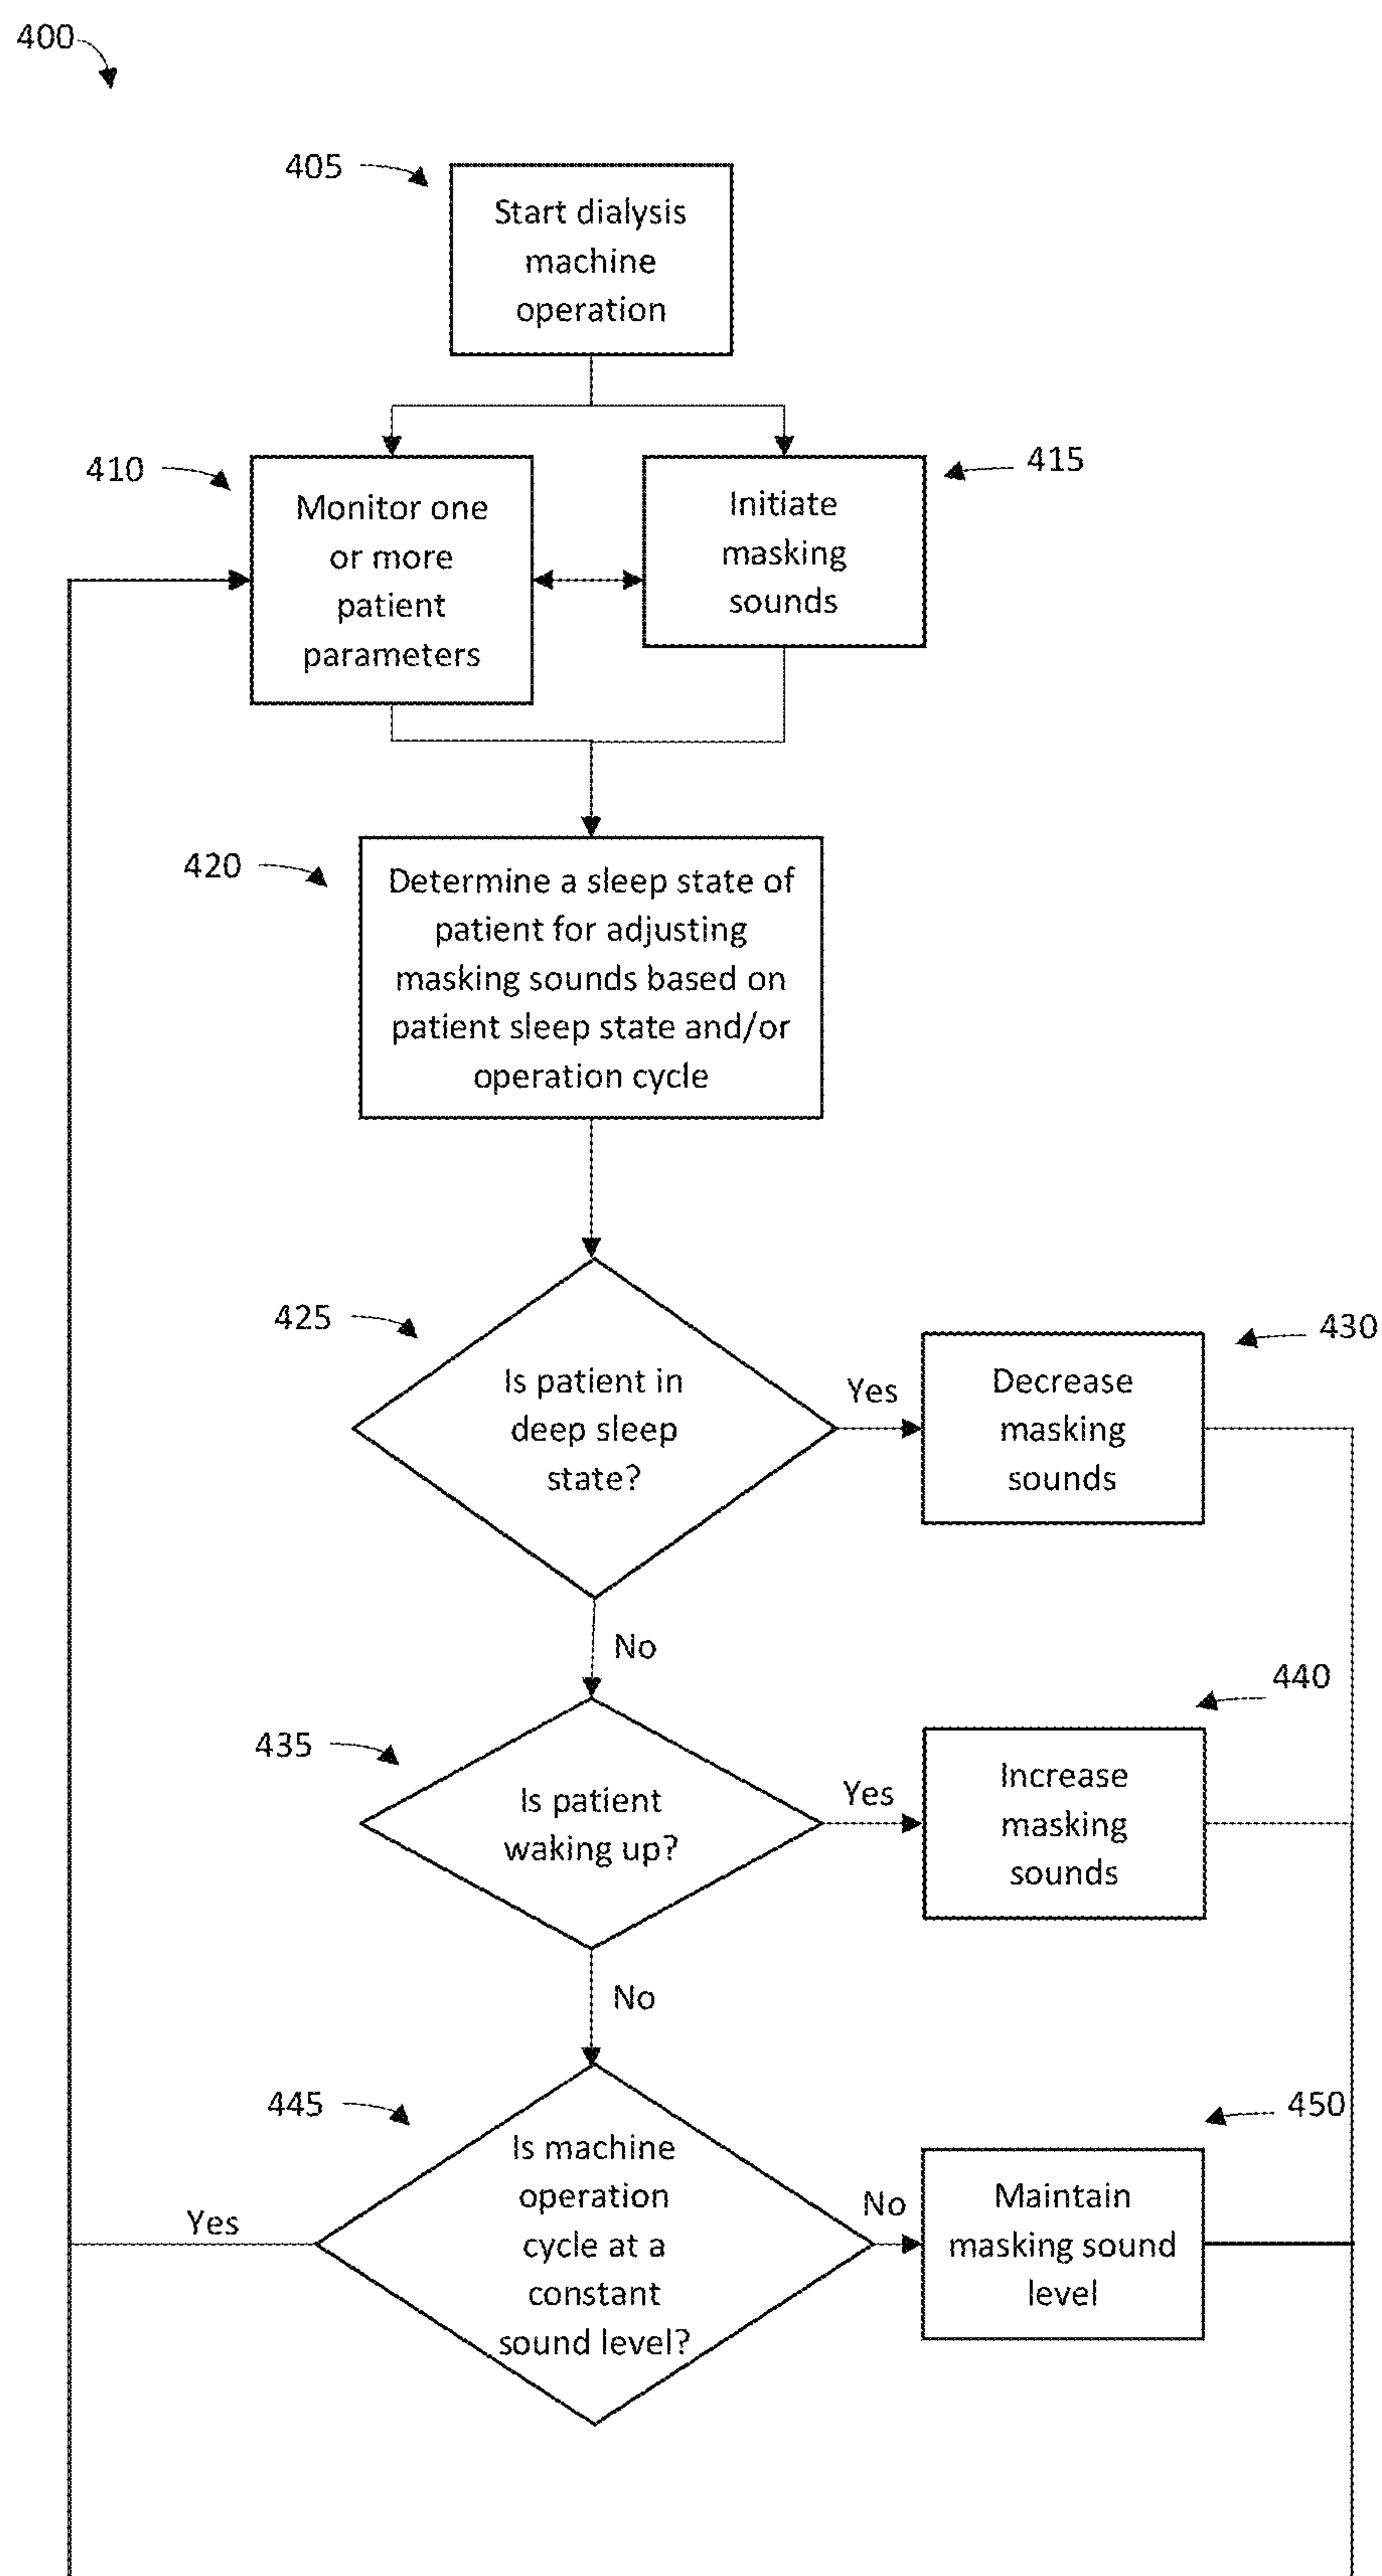 400
405
Start dialysis
machine
operation
410
Monitor one
or more
patient
parameters
415
Initiate
masking
sounds
420
Determine a sleep state of
patient for adjusting
masking sounds based on
patient sleep state and/or
operation cycle
425
Is patient in
deep sleep
state?
Yes
430
Decrease
masking
sounds
No
435
Is patient
waking up?
Yes
440
Increase
masking
sounds
No
445
Is machine
operation
cycle at a
constant
sound level?
Yes
No
450
Maintain
masking sound
level